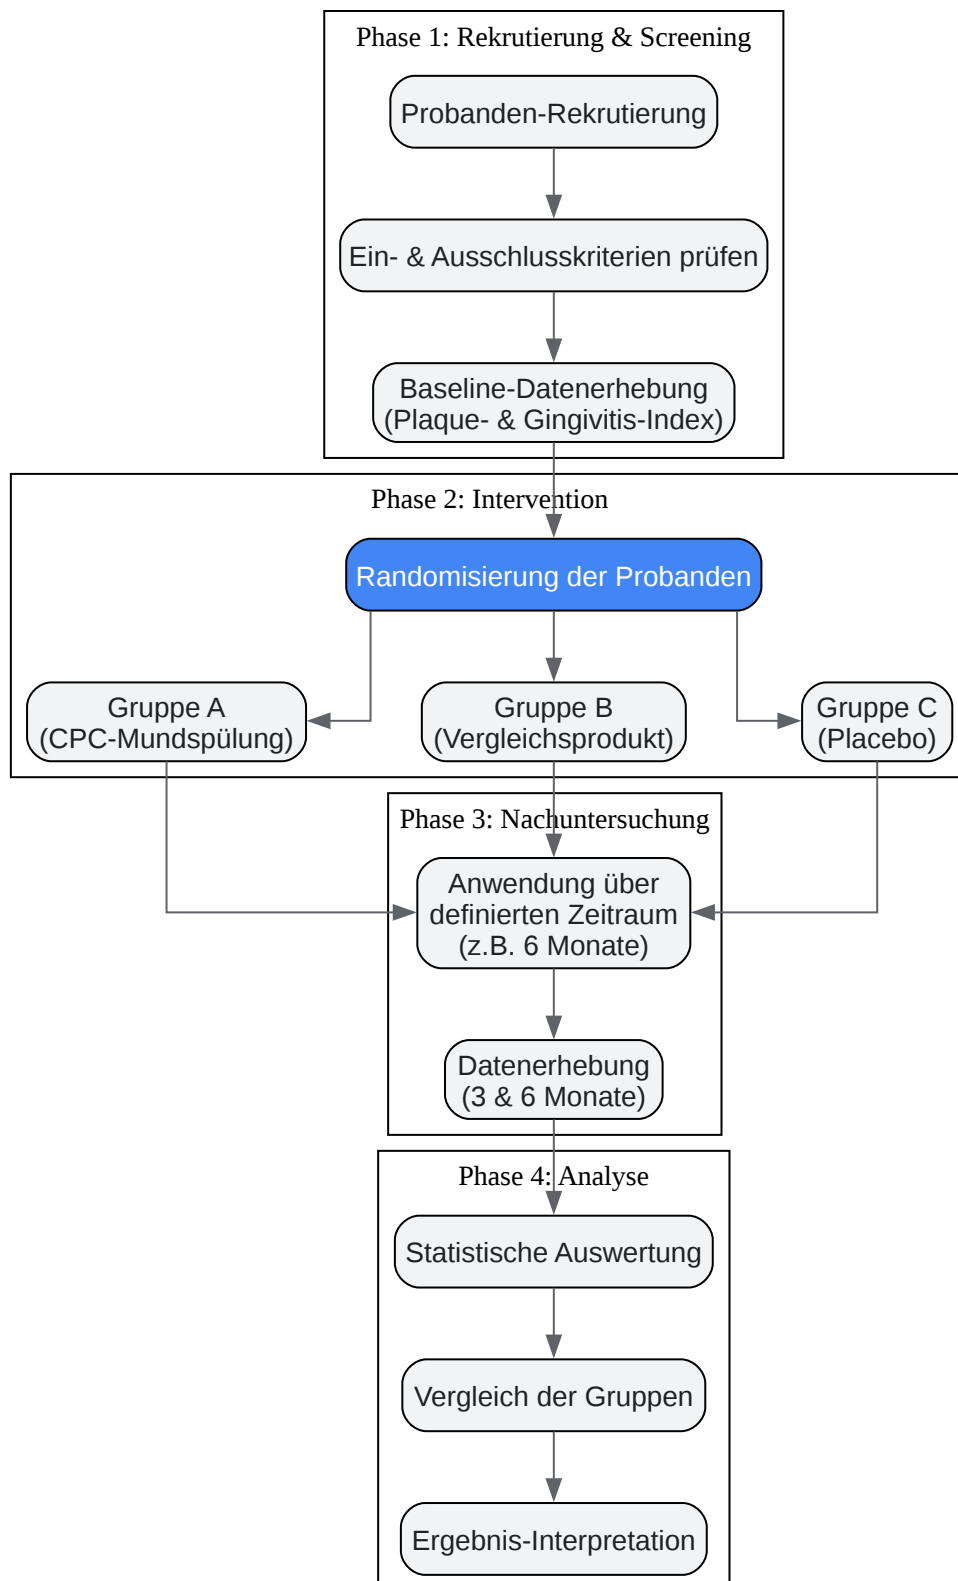 Phase 1: Rekrutierung & Screening
Probanden-Rekrutierung
Ein- & Ausschlusskriterien prüfen
Baseline-Datenerhebung
(Plaque- & Gingivitis-Index)
Phase 2: Intervention
Randomisierung der Probanden
Gruppe A
(CPC-Mundspülung)
Gruppe B
(Vergleichsprodukt)
Gruppe C
(Placebo)
Phase 3: Nachuntersuchung
Anwendung über
definierten Zeitraum
(z.B. 6 Monate)
Datenerhebung
(3 & 6 Monate)
Phase 4: Analyse
Statistische Auswertung
Vergleich der Gruppen
Ergebnis-Interpretation